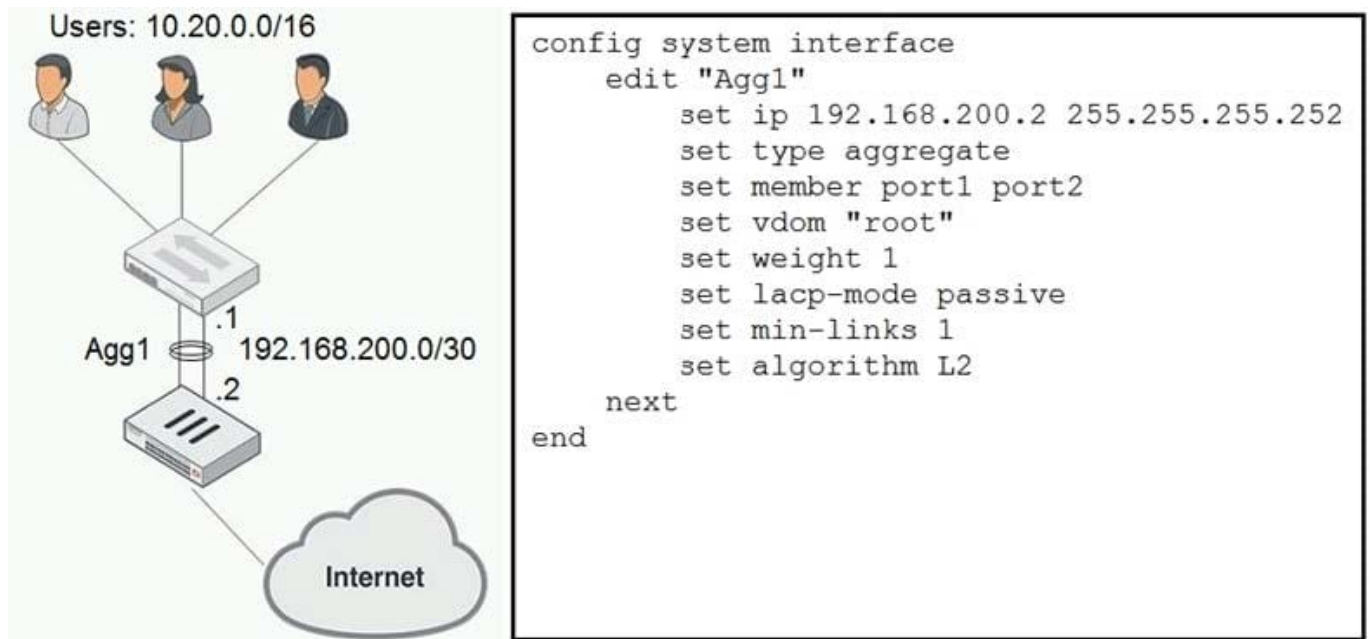 Users: 10.20.0.0/16
.1
Agg1 192.168.200.0/30
.2
Internet
config system interface
edit "Agg1"
set ip 192.168.200.2 255.255.255.252
set type aggregate
set member port1 port2
set vdom "root"
set weight 1
set lacp-mode passive
set min-links 1
set algorithm L2
next
end